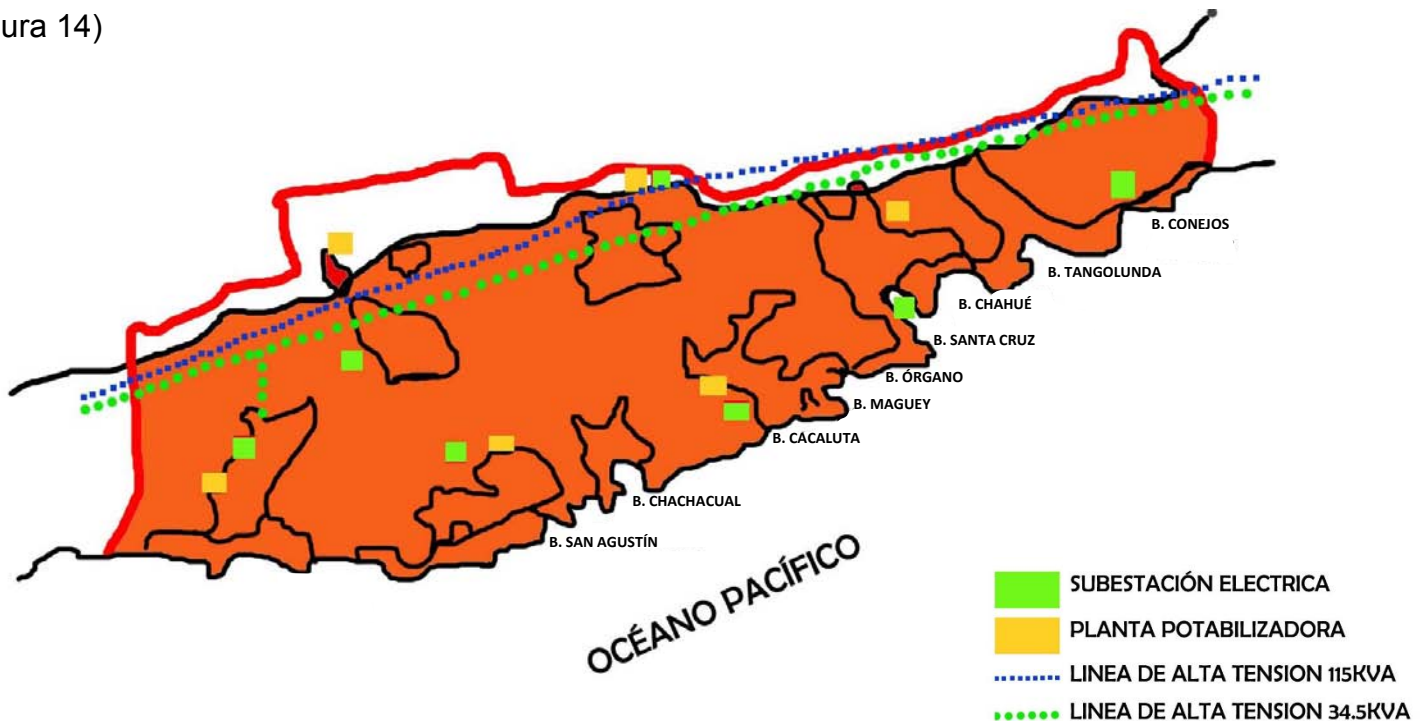 ura 14)
B. CONEJOS
B. TANGOLUNDA
B. CHAHUÉ
B. SANTA CRUZ
B. ÓRGANO
B. MAGUEY
B. CACALUTA
B. CHACHACUAL
B. SAN AGUSTÍN
OCÉANO PACÍFICO
SUBESTACIÓN ELECTRICA
PLANTA POTABILIZADORA
LINEA DE ALTA TENSION 115KVA
LINEA DE ALTA TENSION 34.5KVA